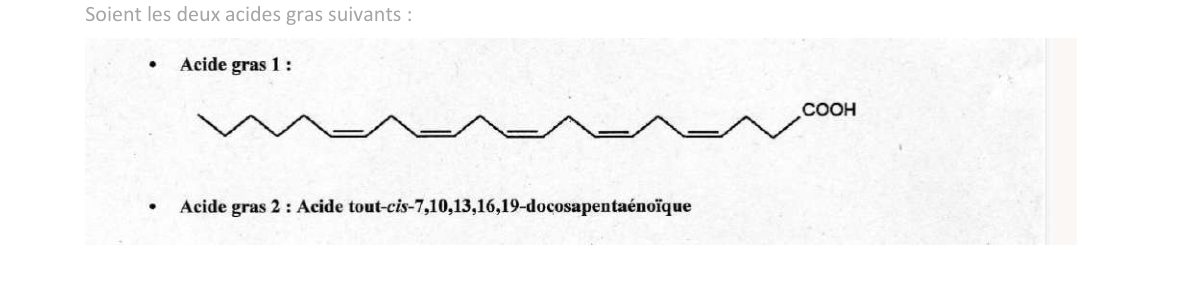 Soient les deux acides gras suivants :
• Acide gras 1 :
COOH
• Acide gras 2 : Acide tout-cis-7,10,13,16,19-docosapentaénoïque